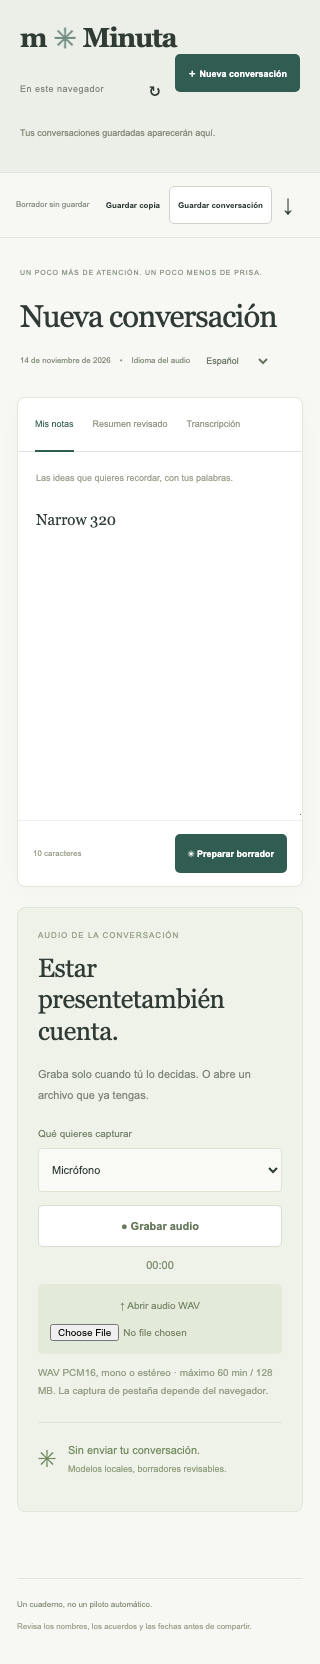 m ✳ Minuta
+ Nueva conversación
En este navegador ↻
Tus conversaciones guardadas aparecerán aquí.
Borrador sin guardar Guardar copia Guardar conversación ↓
UN POCO MÁS DE ATENCIÓN. UN POCO MENOS DE PRISA.
Nueva conversación
14 de noviembre de 2026 • Idioma del audio Español
Mis notas Resumen revisado Transcripción
Las ideas que quieres recordar, con tus palabras.
Narrow 320
10 caracteres ✳ Preparar borrador
AUDIO DE LA CONVERSACIÓN
Estar
presentetambién
cuenta.
Graba solo cuando tú lo decidas. O abre un
archivo que ya tengas.
Qué quieres capturar
Micrófono
● Grabar audio
00:00
↑ Abrir audio WAV
Choose File No file chosen
WAV PCM16, mono o estéreo · máximo 60 min / 128
MB. La captura de pestaña depende del navegador.
✳ Sin enviar tu conversación.
Modelos locales, borradores revisables.
Un cuaderno, no un piloto automático.
Revisa los nombres, los acuerdos y las fechas antes de compartir.